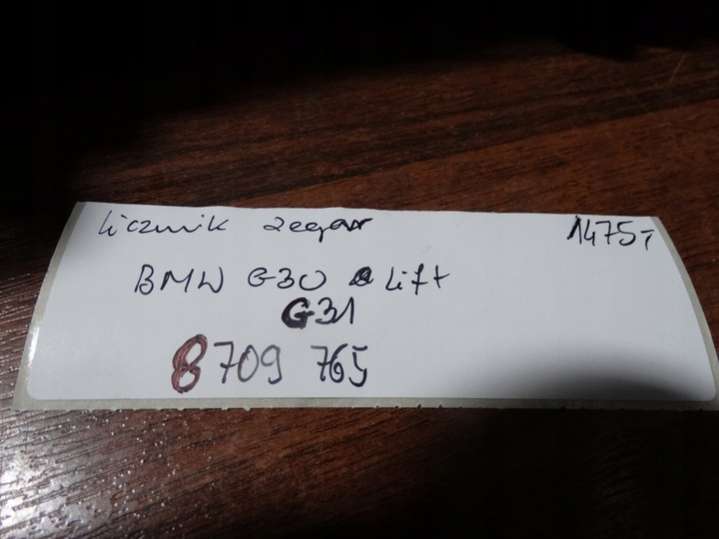 licznik zegar 1475,-
BMW G30 Lift
G31
8709 765